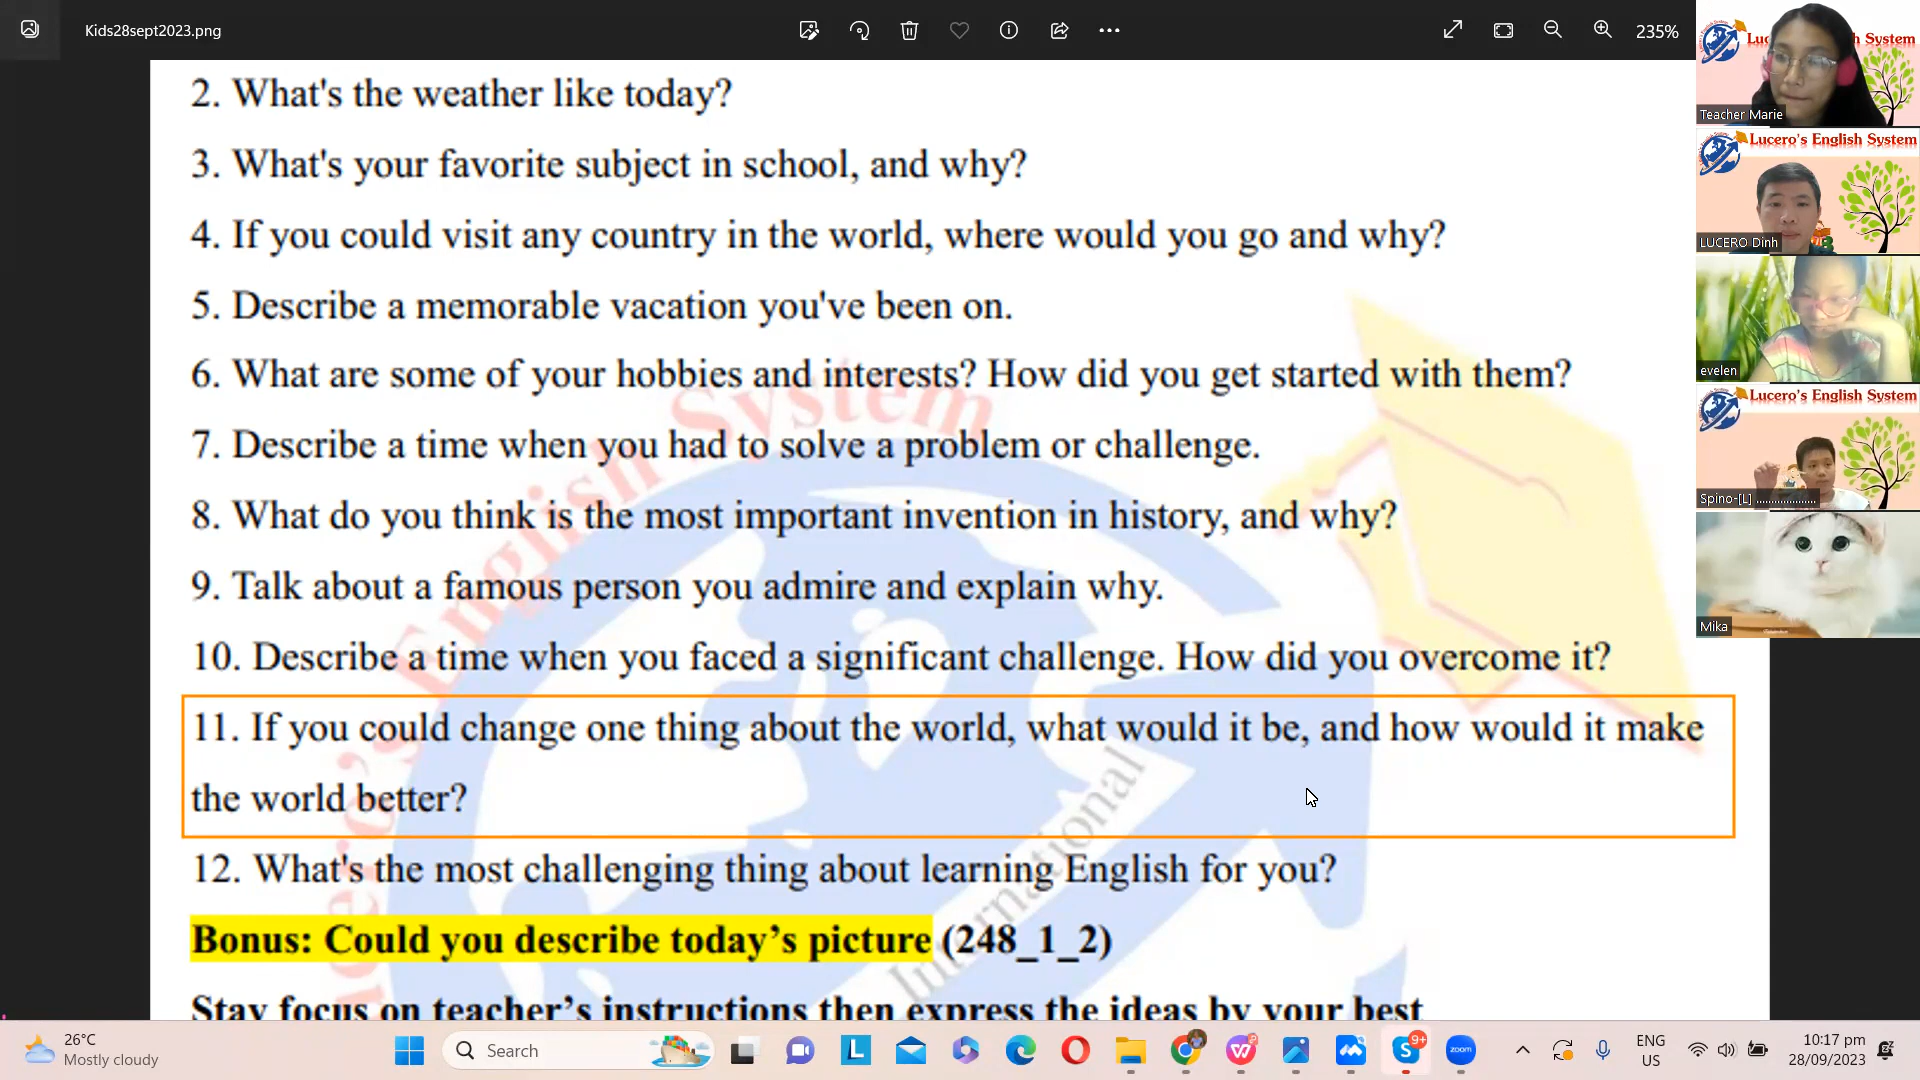 Kids28sept2023.png
235%
2. What's the weather like today?
3. What's your favorite subject in school, and why?
4. If you could visit any country in the world, where would you go and why?
5. Describe a memorable vacation you've been on.
6. What are some of your hobbies and interests? How did you get started with them?
7. Describe a time when you had to solve a problem or challenge.
8. What do you think is the most important invention in history, and why?
9. Talk about a famous person you admire and explain why.
10. Describe a time when you faced a significant challenge. How did you overcome it?
11. If you could change one thing about the world, what would it be, and how would it make
the world better?
12. What's the most challenging thing about learning English for you?
Bonus: Could you describe today's picture (248_1_2)
Stay focus on teacher's instructions then express the ideas by your best
English System
International
Teacher Marie
Lucero's English System
LUCERO Dinh
evelen
Lucero's English System
Spino-[L] ....................
Mika
26°C
Mostly cloudy
Search
9+
zoom
ENG
US
10:17 pm
28/09/2023